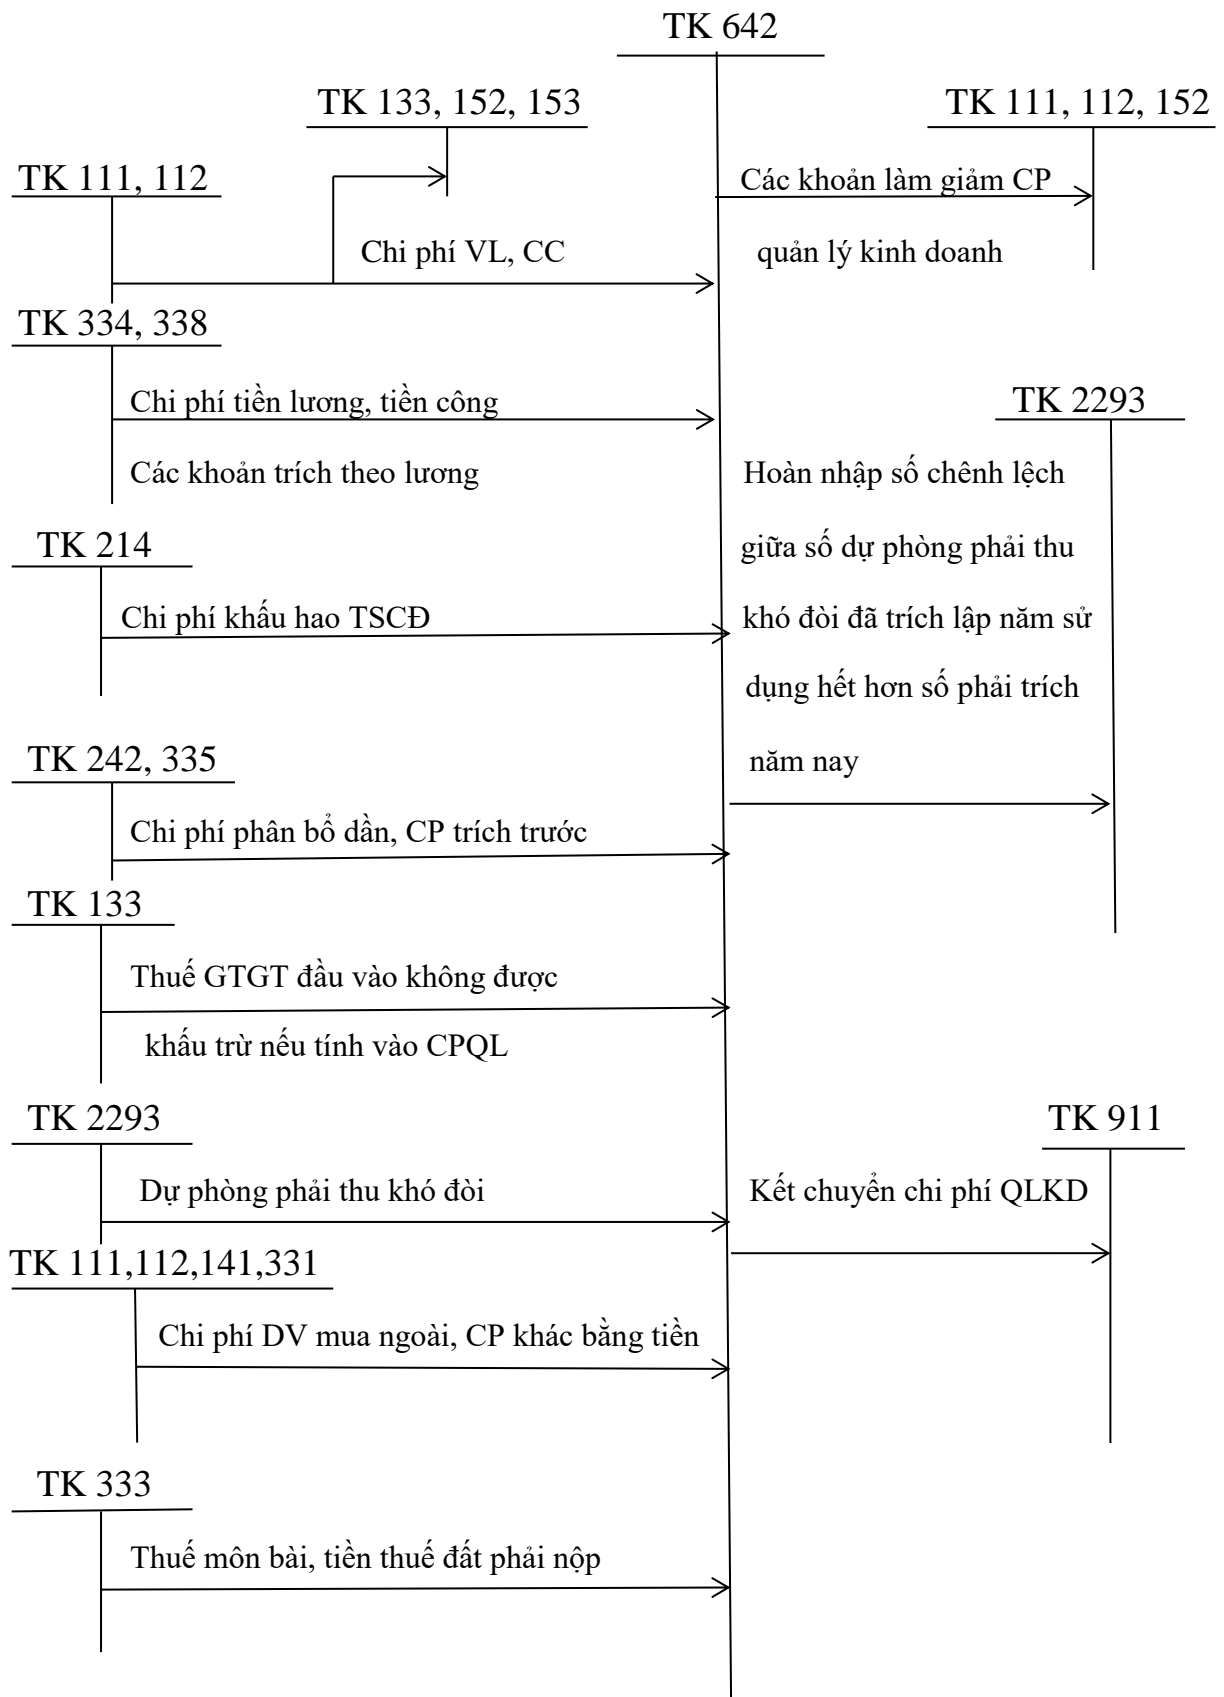 TK 642
TK 133, 152, 153
TK 111, 112, 152
TK 111, 112
Các khoản làm giảm CP
Chi phí VL, CC
quản lý kinh doanh
TK 334, 338
Chi phí tiền lương, tiền công
TK 2293
Các khoản trích theo lương
Hoàn nhập số chênh lệch
TK 214
giữa số dự phòng phải thu
Chi phí khấu hao TSCĐ
khó đòi đã trích lập năm sử
dụng hết hơn số phải trích
TK 242, 335
năm nay
Chi phí phân bổ dần, CP trích trước
TK 133
Thuế GTGT đầu vào không được
khấu trừ nếu tính vào CPQL
TK 2293
TK 911
Dự phòng phải thu khó đòi
Kết chuyển chi phí QLKD
TK 111,112,141,331
Chi phí DV mua ngoài, CP khác bằng tiền
TK 333
Thuế môn bài, tiền thuế đất phải nộp